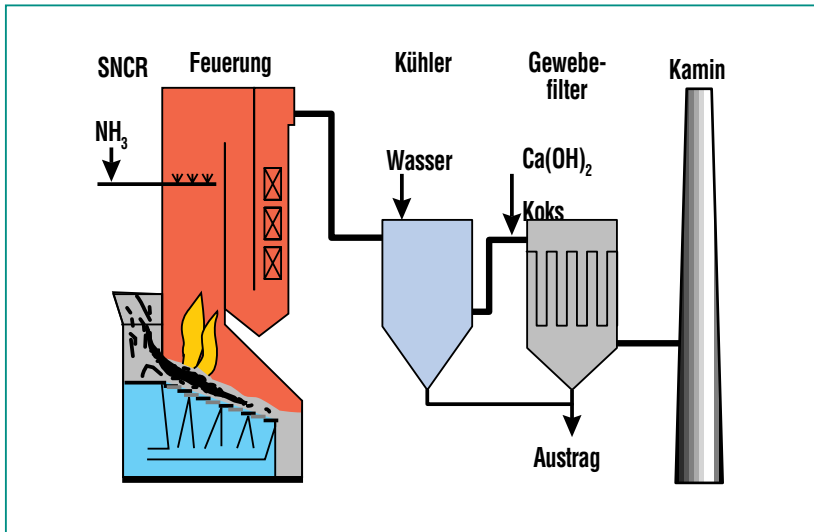 SNCR
Feuerung
Kühler
Gewebe-
filter
Kamin
NH₃
Wasser
Ca(OH)₂
Koks
Austrag